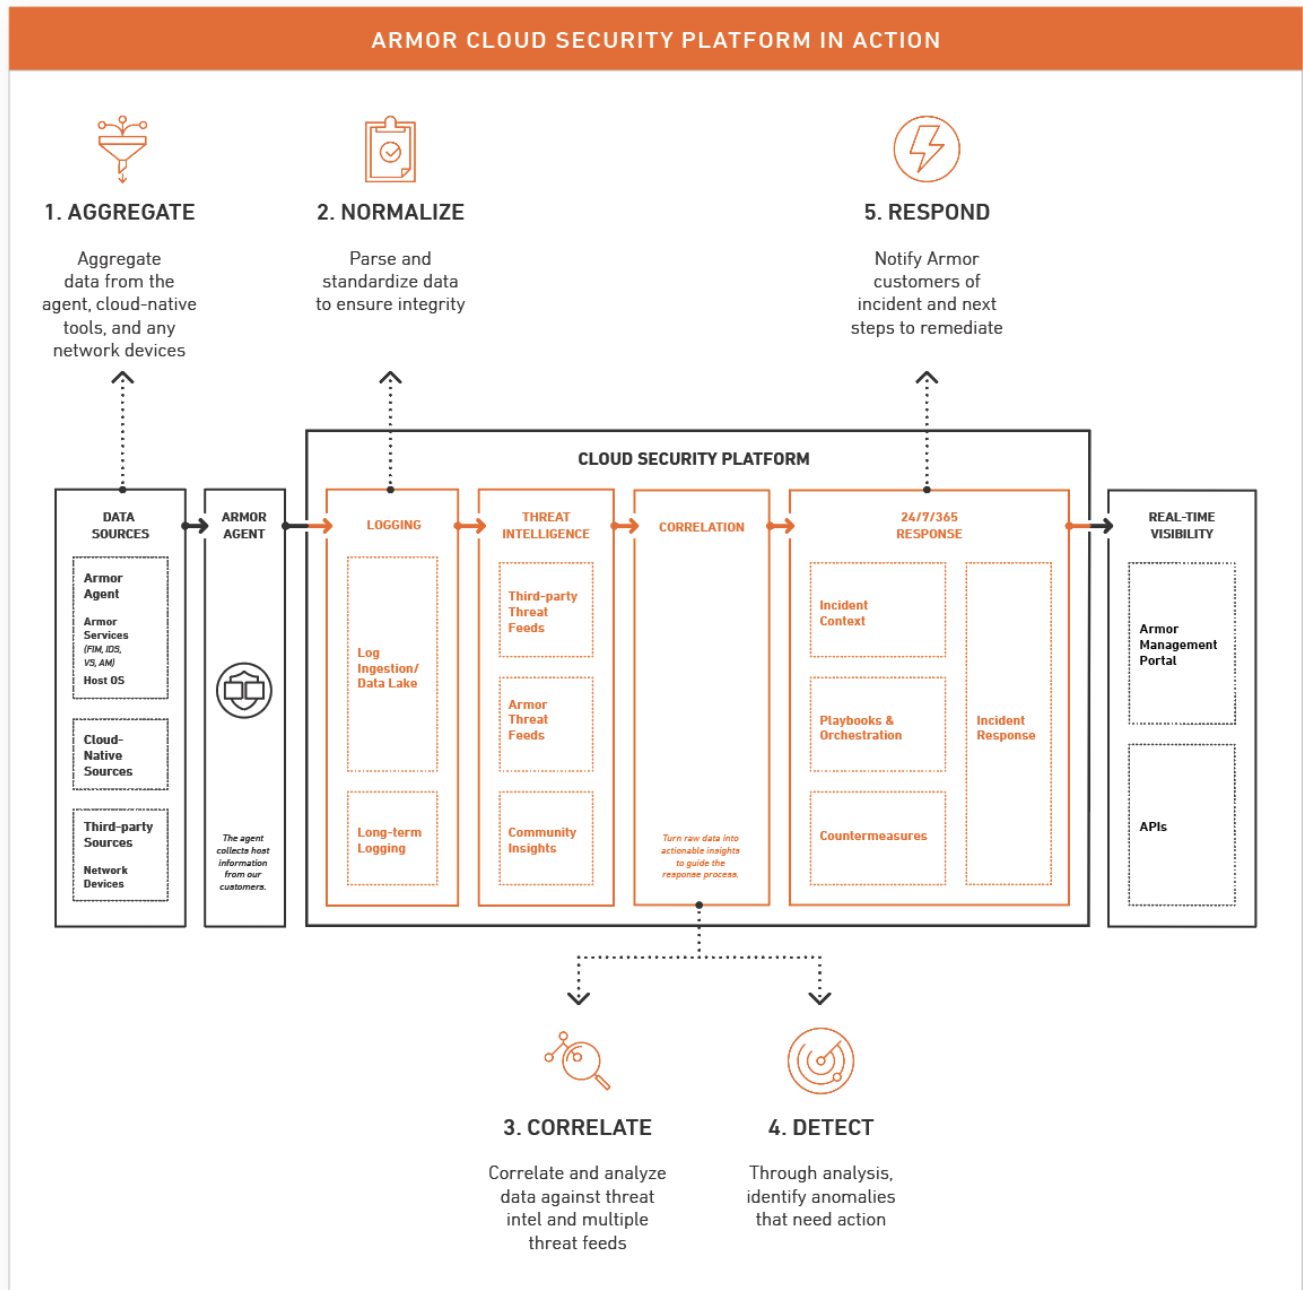 ARMOR CLOUD SECURITY PLATFORM IN ACTION
1. AGGREGATE
Aggregate
data from the
agent, cloud-native
tools, and any
network devices
2. NORMALIZE
Parse and
standardize data
to ensure integrity
5. RESPOND
Notify Armor
customers of
incident and next
steps to remediate
CLOUD SECURITY PLATFORM
DATA
SOURCES
Armor
Agent
Armor
Services
(FIM, IDS,
VS, AM)
Host OS
Cloud-
Native
Sources
Third-party
Sources
Network
Devices
ARMOR
AGENT
The agent
collects host
information
from our
customers.
LOGGING
Log
Ingestion/
Data Lake
Long-term
Logging
THREAT
INTELLIGENCE
Third-party
Threat
Feeds
Armor
Threat
Feeds
Community
Insights
CORRELATION
Turn raw data into
actionable insights
to guide the
response process.
24/7/365
RESPONSE
Incident
Context
Playbooks &
Orchestration
Countermeasures
Incident
Response
REAL-TIME
VISIBILITY
Armor
Management
Portal
APIs
3. CORRELATE
Correlate and analyze
data against threat
intel and multiple
threat feeds
4. DETECT
Through analysis,
identify anomalies
that need action